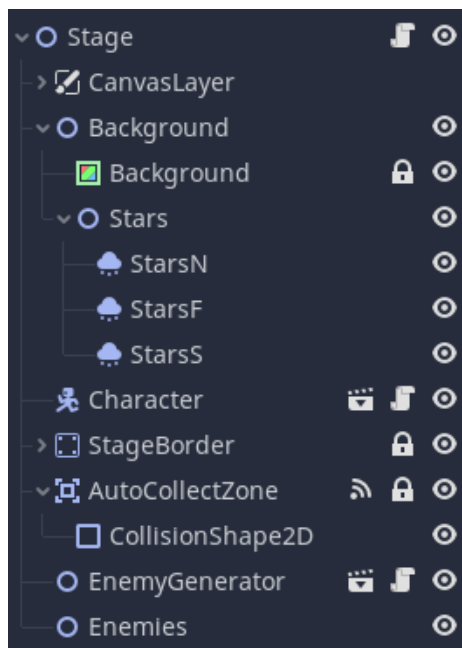 Stage
CanvasLayer
Background
Background
Stars
StarsN
StarsF
StarsS
Character
StageBorder
AutoCollectZone
CollisionShape2D
EnemyGenerator
Enemies